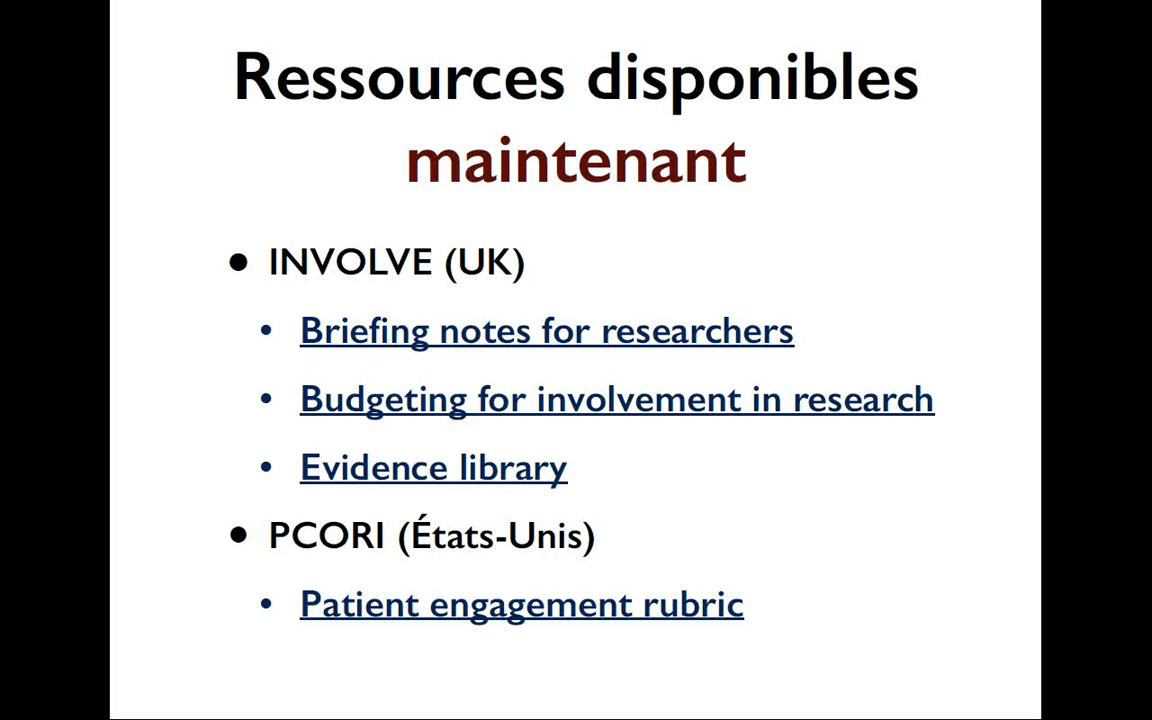 Ressources disponibles
maintenant
• INVOLVE (UK)
• Briefing notes for researchers
• Budgeting for involvement in research
• Evidence library
• PCORI (États-Unis)
• Patient engagement rubric